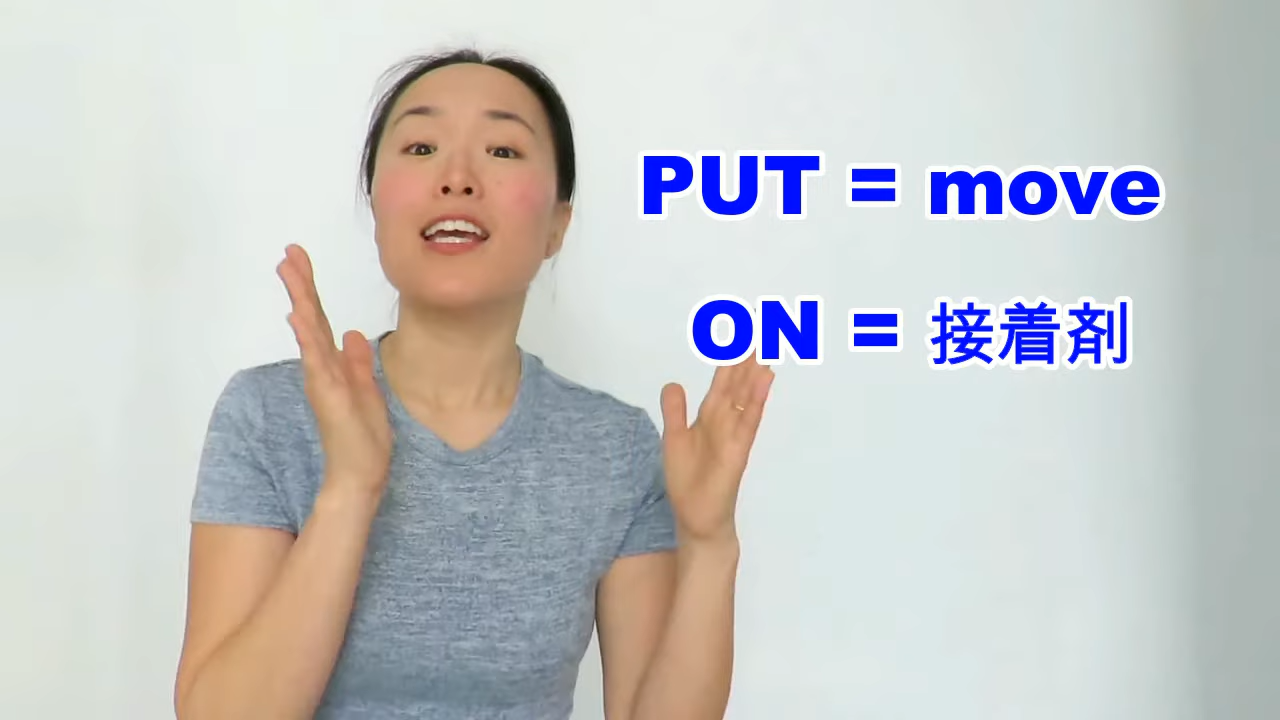 PUT = move
ON = 接着剤